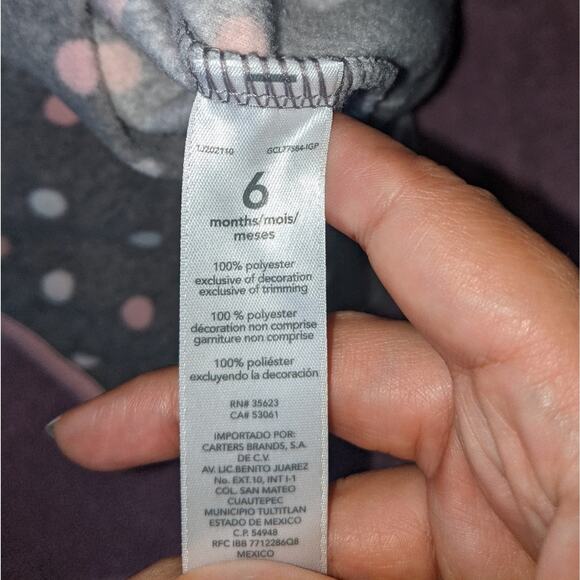 1J202110 GCL77584-IGP
6
months/mois/
meses
100% polyester
exclusive of decoration
exclusive of trimming
100 % polyester
décoration non comprise
garniture non comprise
100% poliéster
excluyendo la decoración
RN# 35623
CA# 53061
IMPORTADO POR:
CARTERS BRANDS, S.A.
DE C.V.
AV. LIC.BENITO JUAREZ
No. EXT.10, INT I-1
COL. SAN MATEO
CUAUTEPEC
MUNICIPIO TULTITLAN
ESTADO DE MEXICO
C.P. 54948
RFC IBB 7712286Q8
MEXICO